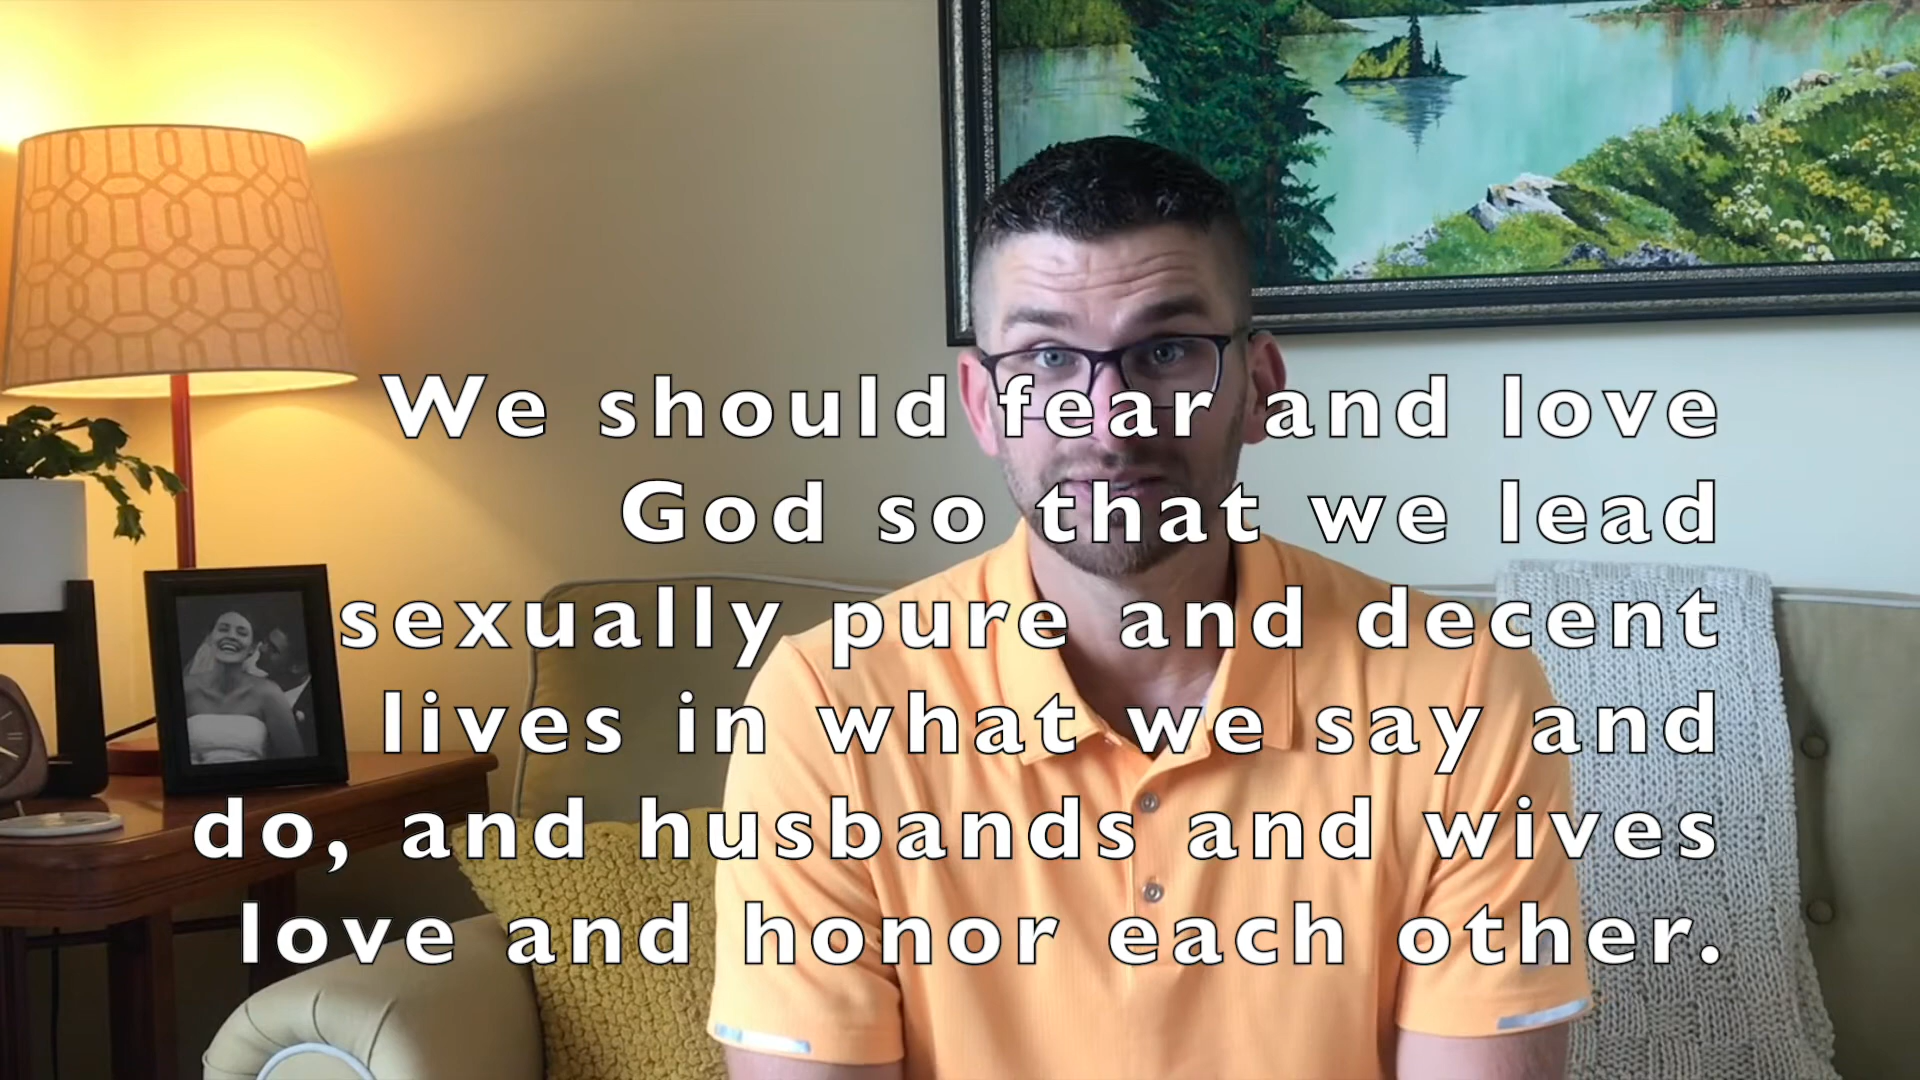 We should fear and love
God so that we lead
sexually pure and decent
lives in what we say and
do, and husbands and wives
love and honor each other.